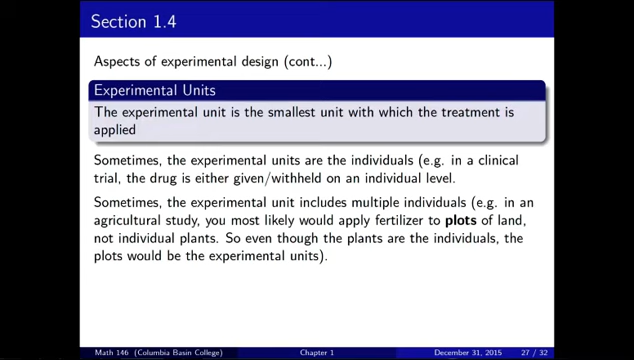 Section 1.4
Aspects of experimental design (cont...)
Experimental Units
The experimental unit is the smallest unit with which the treatment is
applied
Sometimes, the experimental units are the individuals (e.g. in a clinical
trial, the drug is either given/withheld on an individual level.
Sometimes, the experimental unit includes multiple individuals (e.g. in an
agricultural study, you most likely would apply fertilizer to plots of land,
not individual plants. So even though the plants are the individuals, the
plots would be the experimental units).
Math 146 (Columbia Basin College) Chapter 1 December 31, 2015 27 / 32